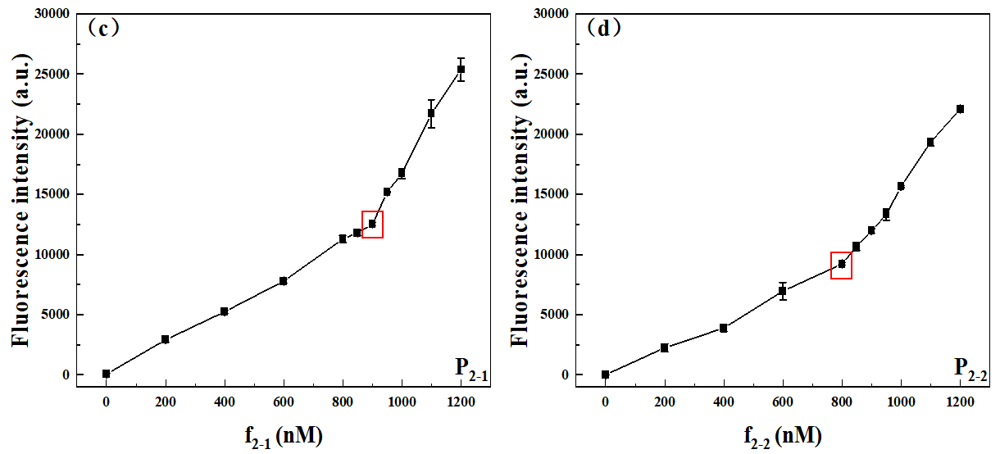 (c)
Fluorescence intensity (a.u.)
30000
25000
20000
15000
10000
5000
0
0 200 400 600 800 1000 1200
P2-1
f2-1 (nM)
(d)
Fluorescence intensity (a.u.)
30000
25000
20000
15000
10000
5000
0
0 200 400 600 800 1000 1200
P2-2
f2-2 (nM)